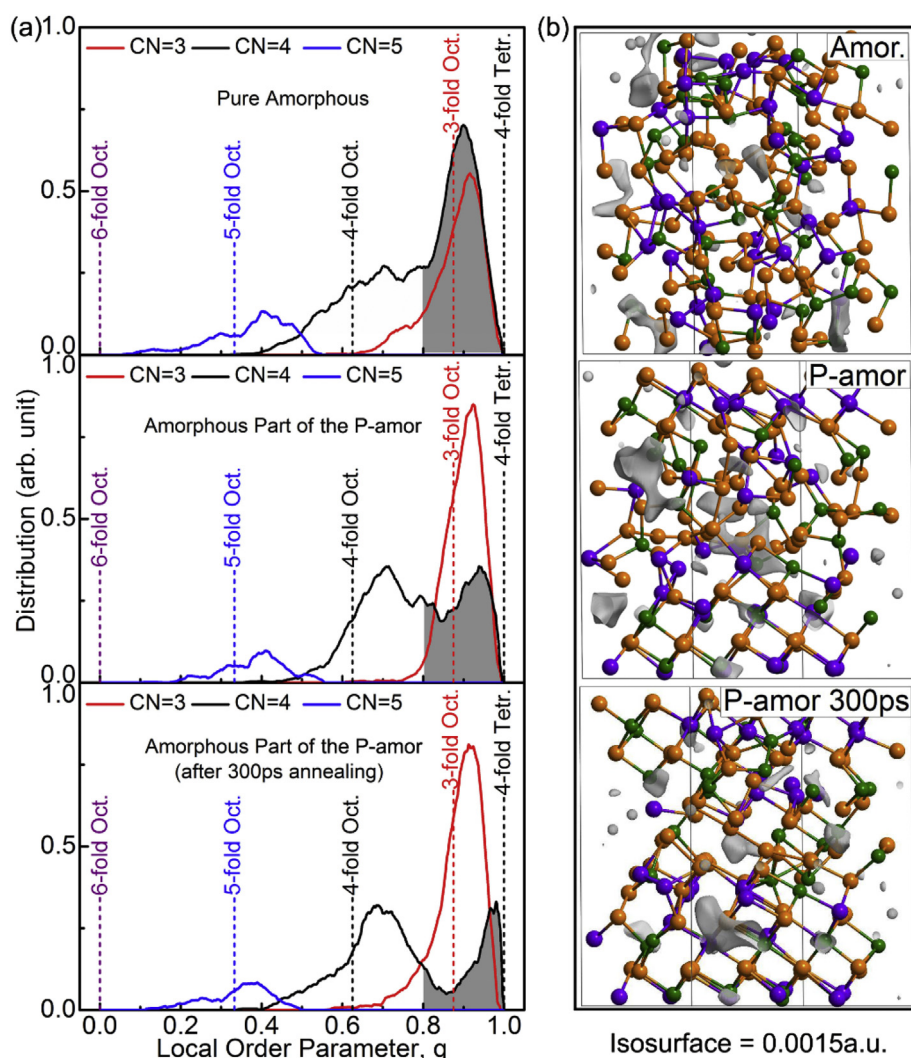 (a)
1.0
CN=3 CN=4 CN=5
Pure Amorphous
6-fold Oct.
5-fold Oct.
4-fold Oct.
3-fold Oct.
4-fold Tetr.
0.5
0.0
1.0
CN=3 CN=4 CN=5
Amorphous Part of the P-amor
6-fold Oct.
5-fold Oct.
4-fold Oct.
3-fold Oct.
4-fold Tetr.
0.5
0.0
1.0
CN=3 CN=4 CN=5
Amorphous Part of the P-amor
(after 300ps annealing)
6-fold Oct.
5-fold Oct.
4-fold Oct.
3-fold Oct.
4-fold Tetr.
0.5
0.0
Distribution (arb. unit)
0.0 0.2 0.4 0.6 0.8 1.0
Local Order Parameter, q
(b)
Amor.
P-amor
P-amor 300ps
Isosurface = 0.0015a.u.